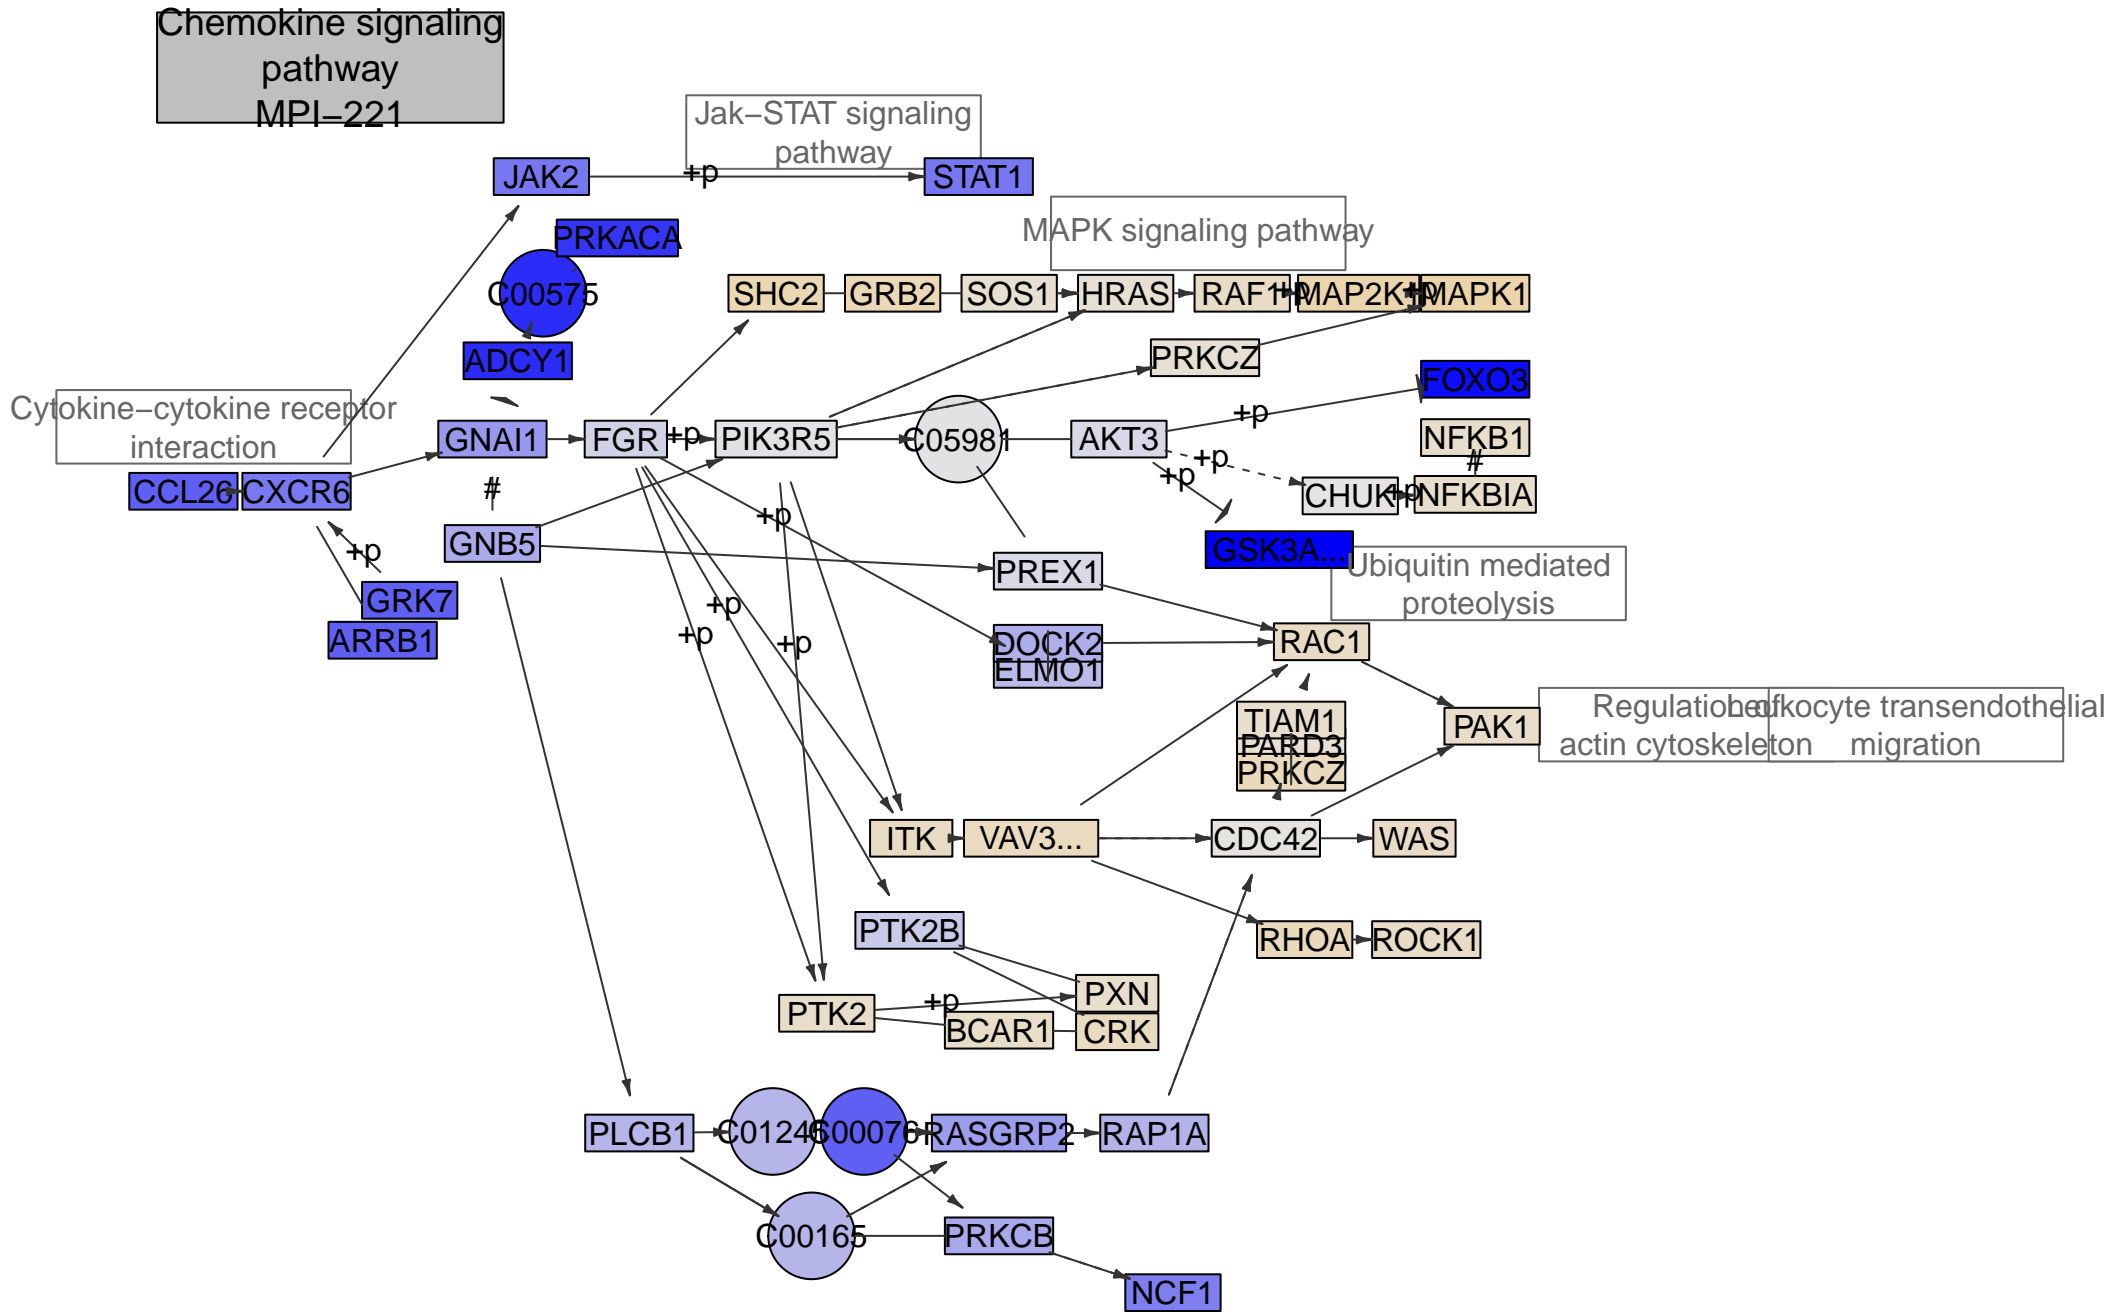 Chemokine signaling
pathway
MPI−221
Jak−STAT signaling
pathway
JAK2
+p
STAT1
PRKACA
MAPK signaling pathway
C00575
SHC2
GRB2
SOS1
HRAS
RAF1
+p
MAP2K1
+p
MAPK1
ADCY1
PRKCZ
FOXO3
Cytokine−cytokine receptor
interaction
GNAI1
FGR
+p
PIK3R5
C05981
AKT3
+p
NFKB1
#
+p
+p
CCL26
CXCR6
#
CHUK
+p
NFKBIA
+p
GNB5
+p
GSK3A...
PREX1
Ubiquitin mediated
proteolysis
GRK7
+p
+p
+p
ARRB1
DOCK2
ELMO1
RAC1
TIAM1
PARD3
PRKCZ
PAK1
Regulation of
actin cytoskeleton
Leukocyte transendothelial
migration
ITK
VAV3...
CDC42
WAS
PTK2B
RHOA
ROCK1
PTK2
+p
PXN
BCAR1
CRK
PLCB1
C01245
C00076
RASGRP2
RAP1A
C00165
PRKCB
NCF1